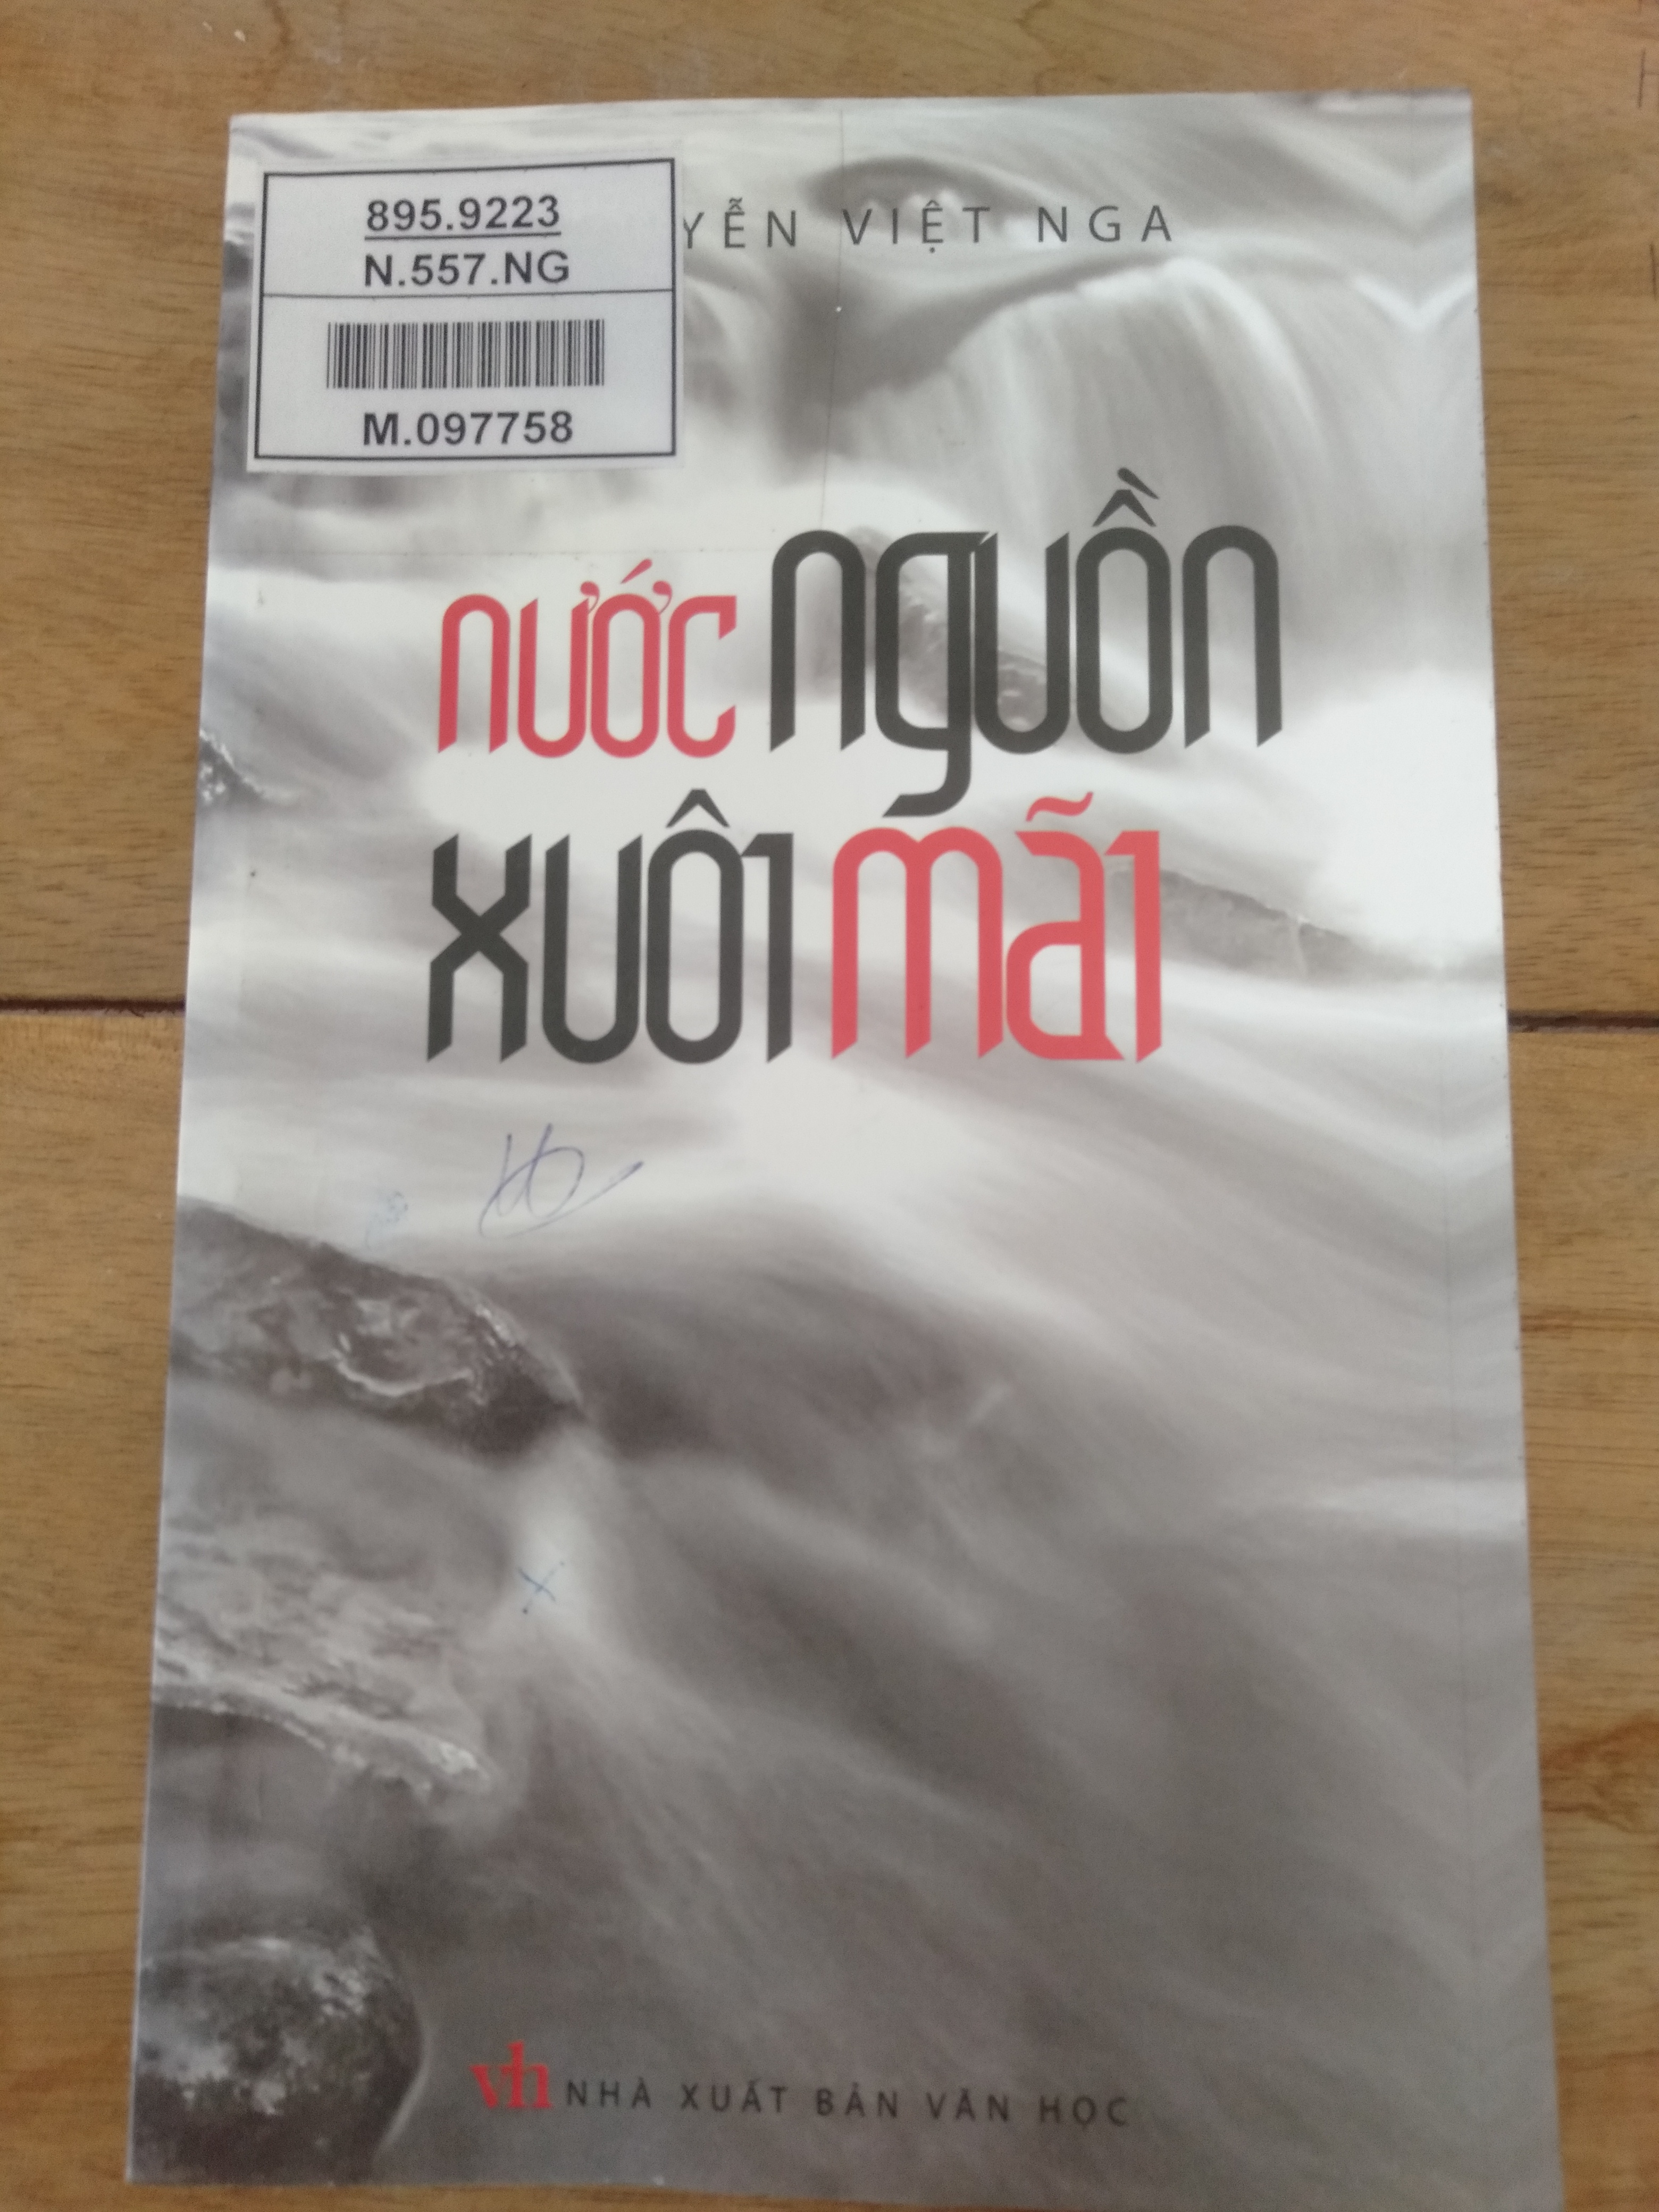 895.9223
N.557.NG
M.097758
YỄN VIỆT NGA
nước nguồn
xuôi mãi
vh NHÀ XUẤT BẢN VĂN HỌC